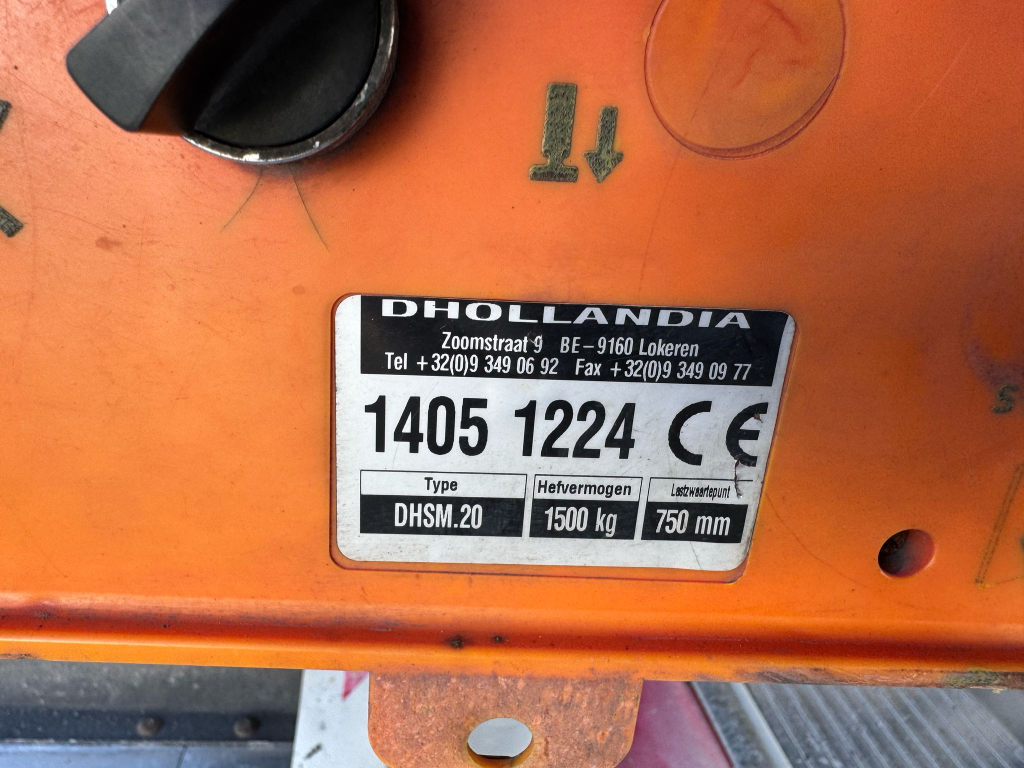 DHOLLANDIA
Zoomstraat 9 BE-9160 Lokeren
Tel +32(0)9 349 06 92 Fax +32(0)9 349 09 77
1405 1224 CE
Type Hefvermogen Lastzwaartepunt
DHSM.20 1500 kg 750 mm
S